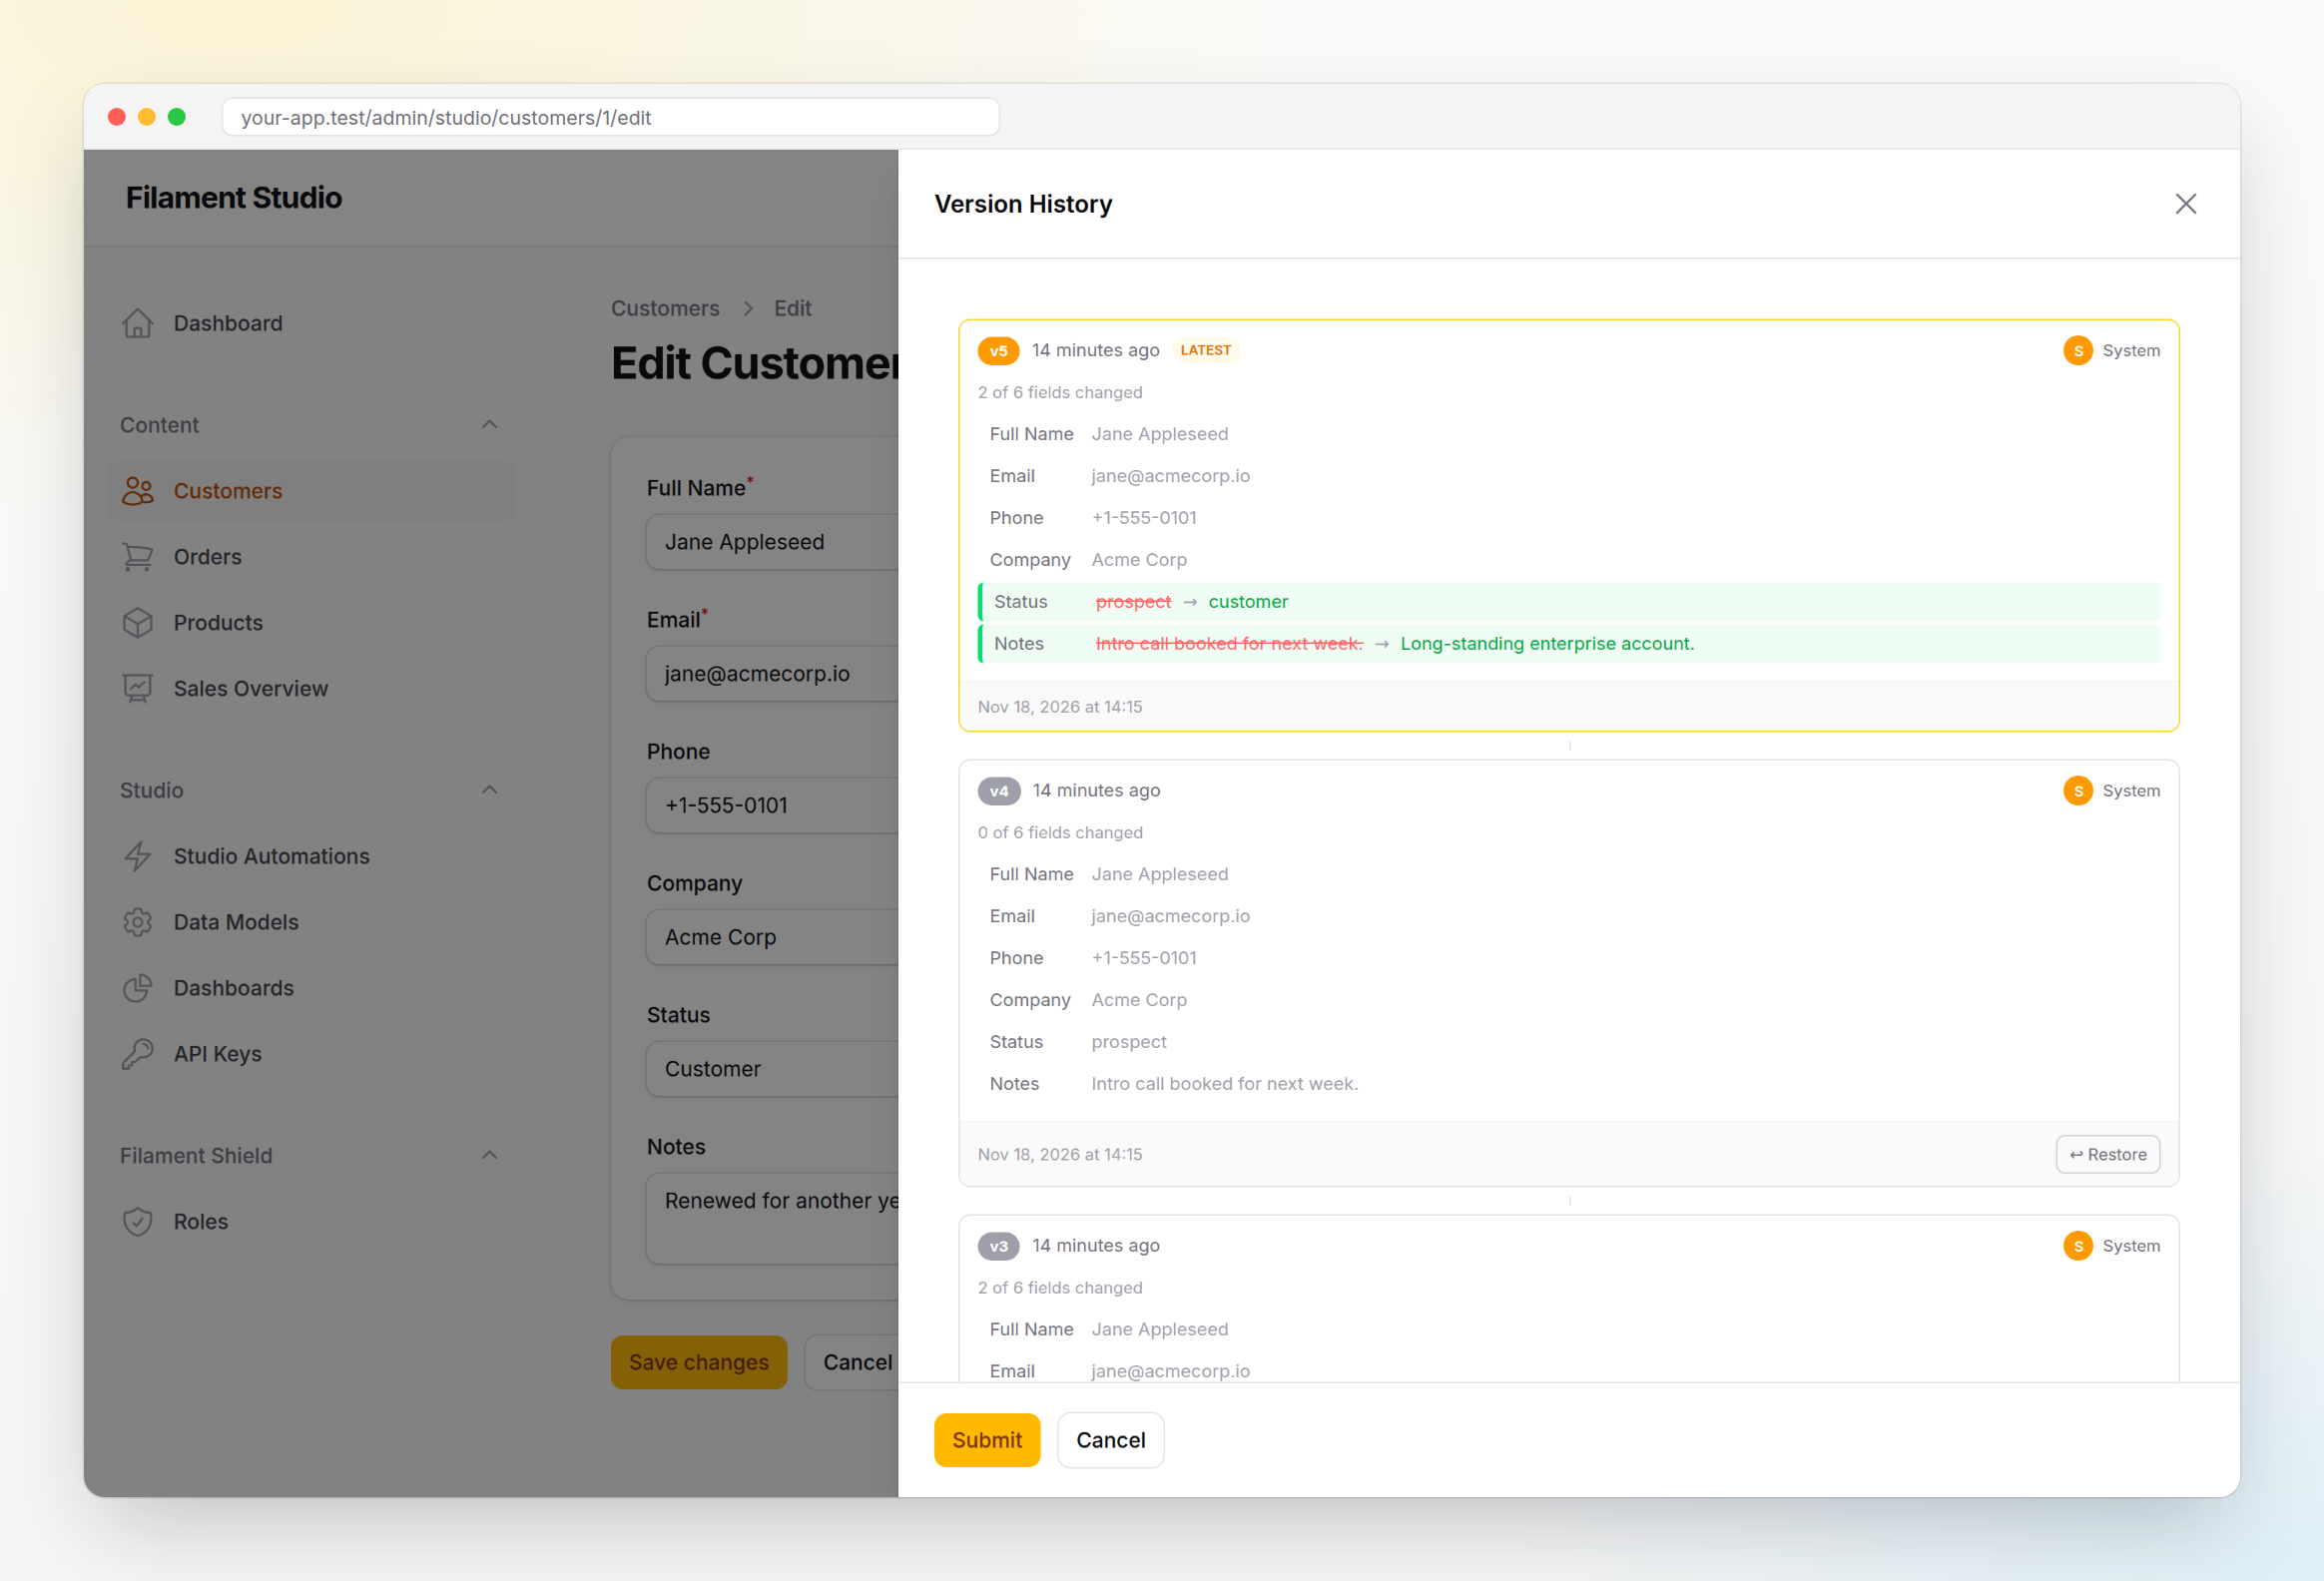 your-app.test/admin/studio/customers/1/edit
Filament Studio
Dashboard
Content
Customers
Orders
Products
Sales Overview
Studio
Studio Automations
Data Models
Dashboards
API Keys
Filament Shield
Roles
Customers > Edit
Edit Customer
Full Name*
Jane Appleseed
Email*
jane@acmecorp.io
Phone
+1-555-0101
Company
Acme Corp
Status
Customer
Notes
Renewed for another ye
Save changes
Cancel
Version History
v5 14 minutes ago LATEST
S System
2 of 6 fields changed
Full Name Jane Appleseed
Email jane@acmecorp.io
Phone +1-555-0101
Company Acme Corp
Status prospect → customer
Notes Intro call booked for next week. → Long-standing enterprise account.
Nov 18, 2026 at 14:15
v4 14 minutes ago
S System
0 of 6 fields changed
Full Name Jane Appleseed
Email jane@acmecorp.io
Phone +1-555-0101
Company Acme Corp
Status prospect
Notes Intro call booked for next week.
Nov 18, 2026 at 14:15
↩ Restore
v3 14 minutes ago
S System
2 of 6 fields changed
Full Name Jane Appleseed
Email jane@acmecorp.io
Submit
Cancel